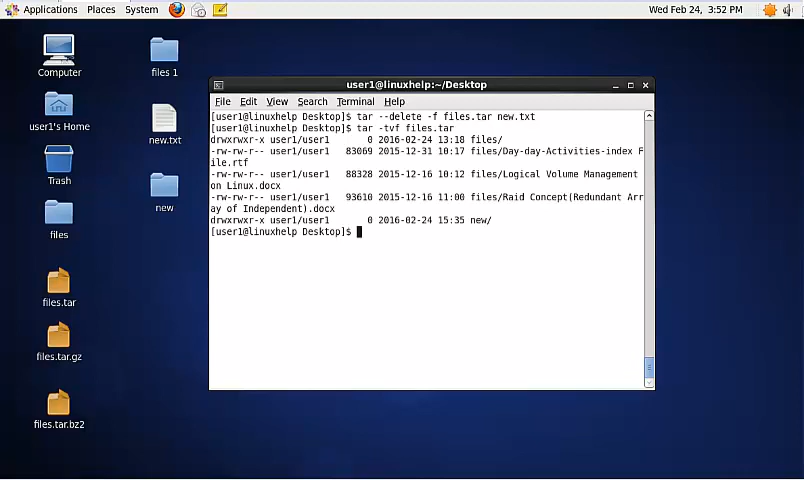 Applications Places System Wed Feb 24, 3:52 PM
Computer
files 1
user1's Home
new.txt
Trash
new
files
files.tar
files.tar.gz
files.tar.bz2
user1@linuxhelp:~/Desktop
File Edit View Search Terminal Help
[user1@linuxhelp Desktop]$ tar --delete -f files.tar new.txt
[user1@linuxhelp Desktop]$ tar -tvf files.tar
drwxrwxr-x user1/user1 0 2016-02-24 13:18 files/
-rw-rw-r-- user1/user1 83069 2015-12-31 10:17 files/Day-day-Activities-index F
ile.rtf
-rw-rw-r-- user1/user1 88328 2015-12-16 10:12 files/Logical Volume Management
on Linux.docx
-rw-rw-r-- user1/user1 93610 2015-12-16 11:00 files/Raid Concept(Redundant Arr
ay of Independent).docx
drwxrwxr-x user1/user1 0 2016-02-24 15:35 new/
[user1@linuxhelp Desktop]$